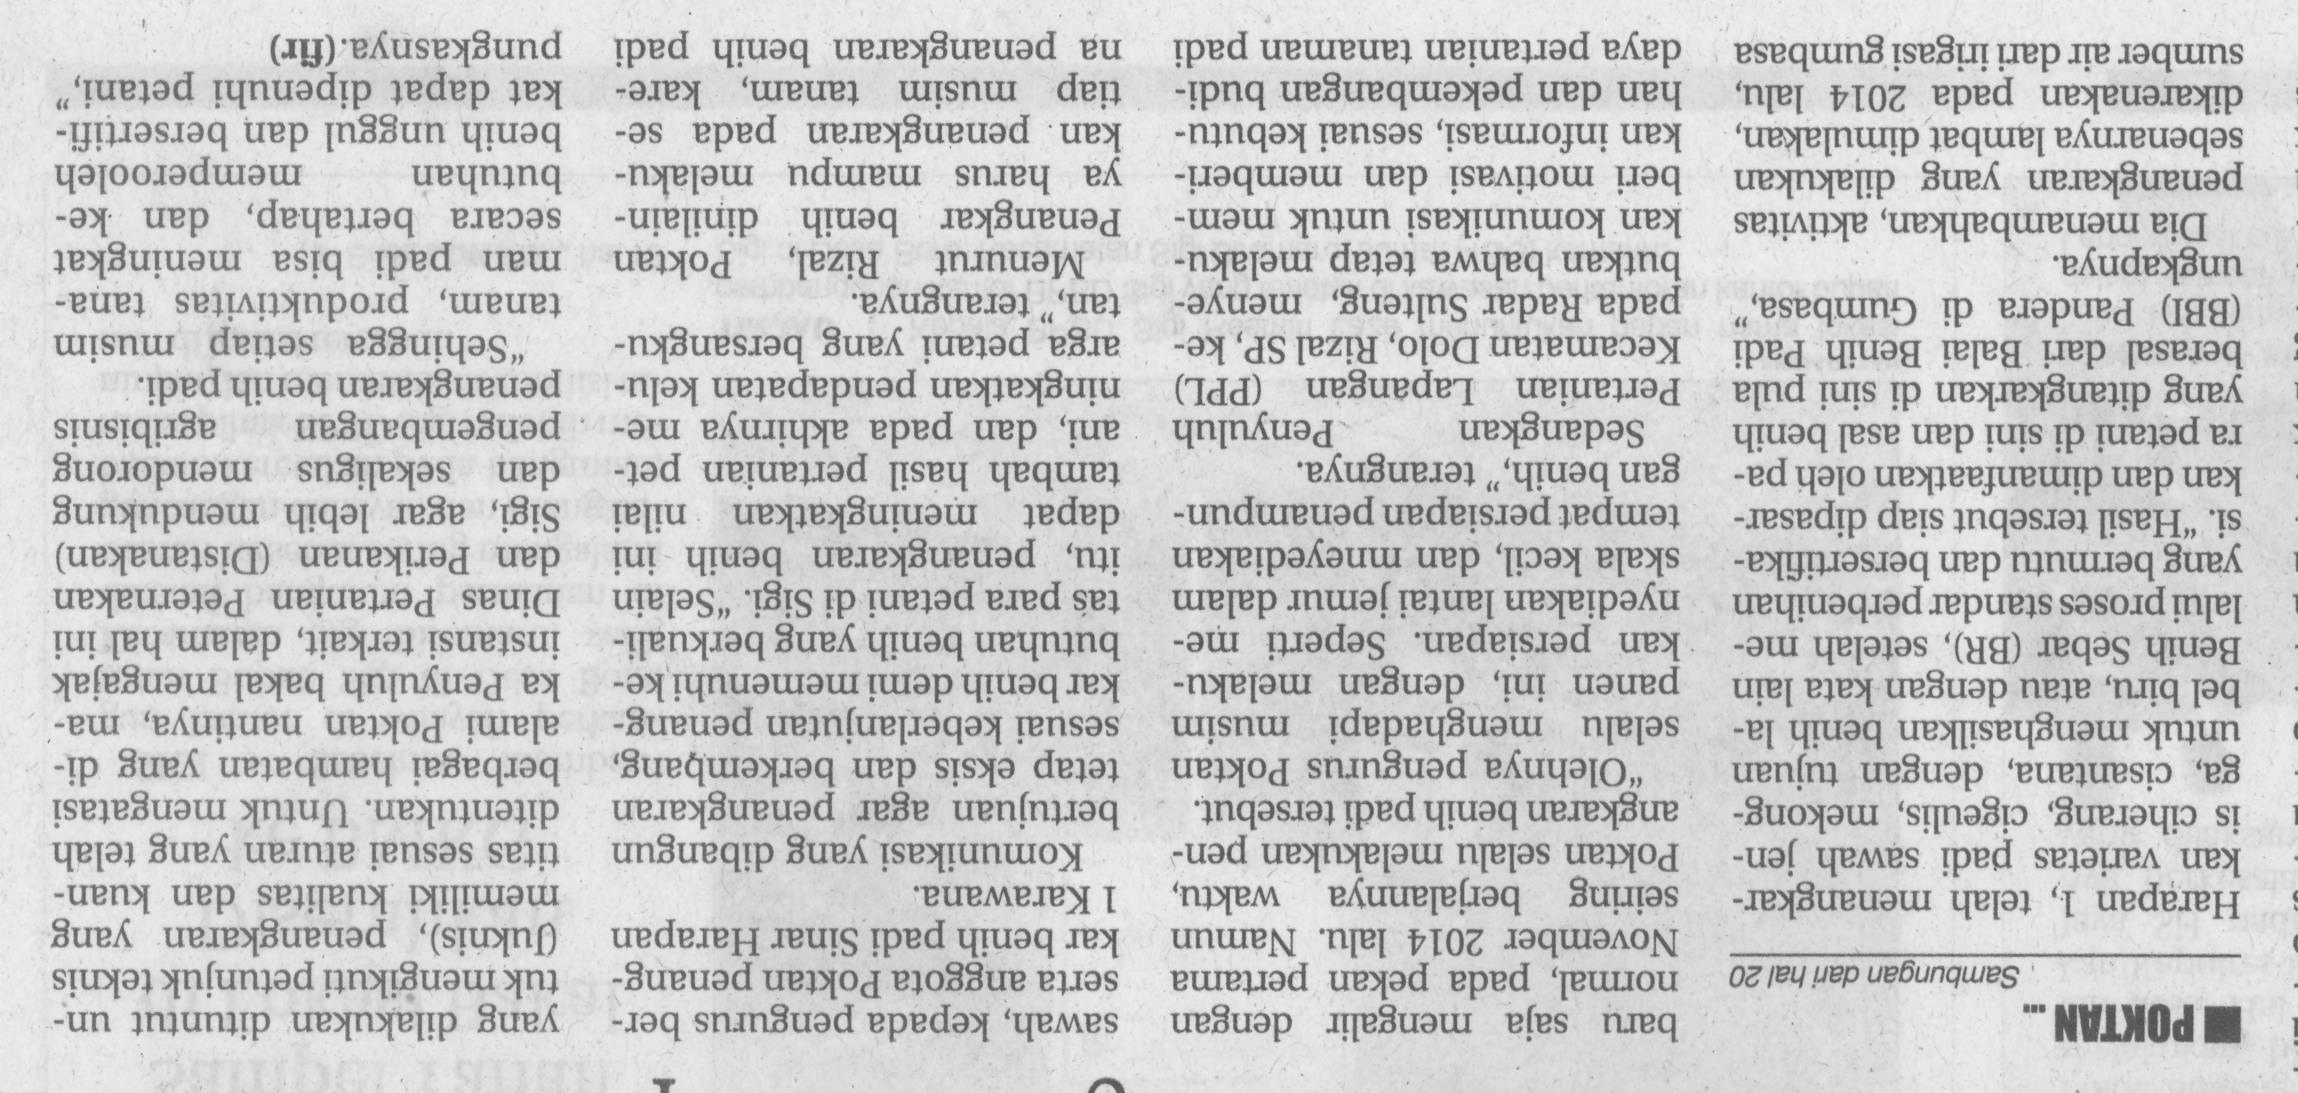 ■ POKTAN ...
Sambungan dari hal 20
Harapan 1, telah menangkar-
kan varietas padi sawah jen-
is ciherang, cigeulis, mekong-
ga, cisantana, dengan tujuan
untuk menghasilkan benih la-
bel biru, atau dengan kata lain
Benih Sebar (BR), setelah me-
lalui proses standar perbenihan
yang bermutu dan bersertifika-
si. “Hasil tersebut siap dipasar-
kan dan dimanfaatkan oleh pa-
ra petani di sini dan asal benih
yang ditangkarkan di sini pula
berasal dari Balai Benih Padi
(BBI) Pandera di Gumbasa,”
ungkapnya.
Dia menambahkan, aktivitas
penangkaran yang dilakukan
sebenarnya lambat dimulakan,
dikarenakan pada 2014 lalu,
sumber air dari irigasi gumbasa
baru saja mengalir dengan
normal, pada pekan pertama
November 2014 lalu. Namun
seiring berjalannya waktu,
Poktan selalu melakukan pen-
angkaran benih padi tersebut.
“Olehnya pengurus Poktan
selalu menghadapi musim
panen ini, dengan melaku-
kan persiapan. Seperti me-
nyediakan lantai jemur dalam
skala kecil, dan mneyediakan
tempat persiapan penampun-
gan benih,” terangnya.
Sedangkan Penyuluh
Pertanian Lapangan (PPL)
Kecamatan Dolo, Rizal SP, ke-
pada Radar Sulteng, menye-
butkan bahwa tetap melaku-
kan komunikasi untuk mem-
beri motivasi dan memberi-
kan informasi, sesuai kebutu-
han dan pekembangan budi-
daya pertanian tanaman padi
sawah, kepada pengurus ber-
serta anggota Poktan penang-
kar benih padi Sinar Harapan
1 Karawana.
Komunikasi yang dibangun
bertujuan agar penangkaran
tetap eksis dan berkembang,
sesuai keberlanjutan penang-
kar benih demi memenuhi ke-
butuhan benih yang berkuali-
tas para petani di Sigi. “Selain
itu, penangkaran benih ini
dapat meningkatkan nilai
tambah hasil pertanian pet-
ani, dan pada akhirnya me-
ningkatkan pendapatan kelu-
arga petani yang bersangku-
tan,” terangnya.
Menurut Rizal, Poktan
Penangkar benih dinilain-
ya harus mampu melaku-
kan penangkaran pada se-
tiap musim tanam, kare-
na penangkaran benih padi
yang dilakukan dituntut un-
tuk mengikuti petunjuk teknis
(Juknis), penangkaran yang
memiliki kualitas dan kuan-
titas sesuai aturan yang telah
ditentukan. Untuk mengatasi
berbagai hambatan yang di-
alami Poktan nantinya, ma-
ka Penyuluh bakal mengajak
instansi terkait, dalam hal ini
Dinas Pertanian Peternakan
dan Perikanan (Distanakan)
Sigi, agar lebih mendukung
dan sekaligus mendorong
pengembangan agribisnis
penangkaran benih padi.
“Sehingga setiap musim
tanam, produktivitas tana-
man padi bisa meningkat
secara bertahap, dan ke-
butuhan memperooleh
benih unggul dan bersertifi-
kat dapat dipenuhi petani,”
pungkasnya.(fir)